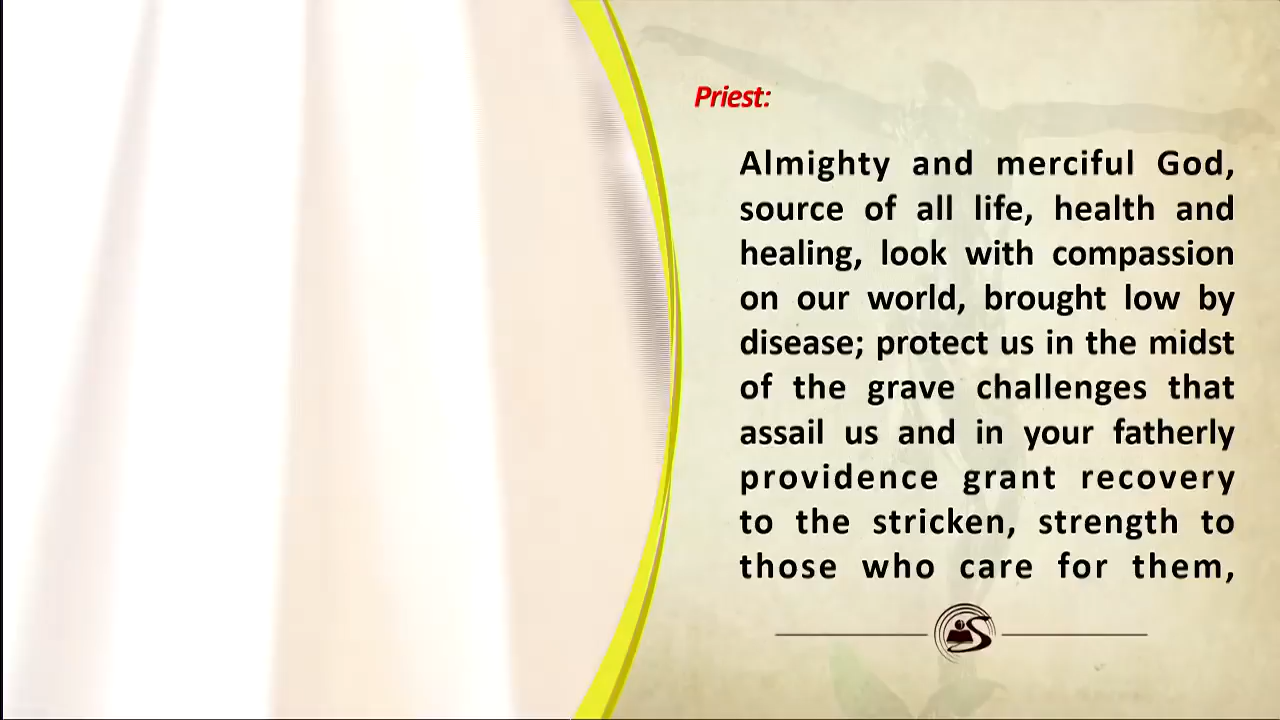 Priest:
Almighty and merciful God,
source of all life, health and
healing, look with compassion
on our world, brought low by
disease; protect us in the midst
of the grave challenges that
assail us and in your fatherly
providence grant recovery
to the stricken, strength to
those who care for them,